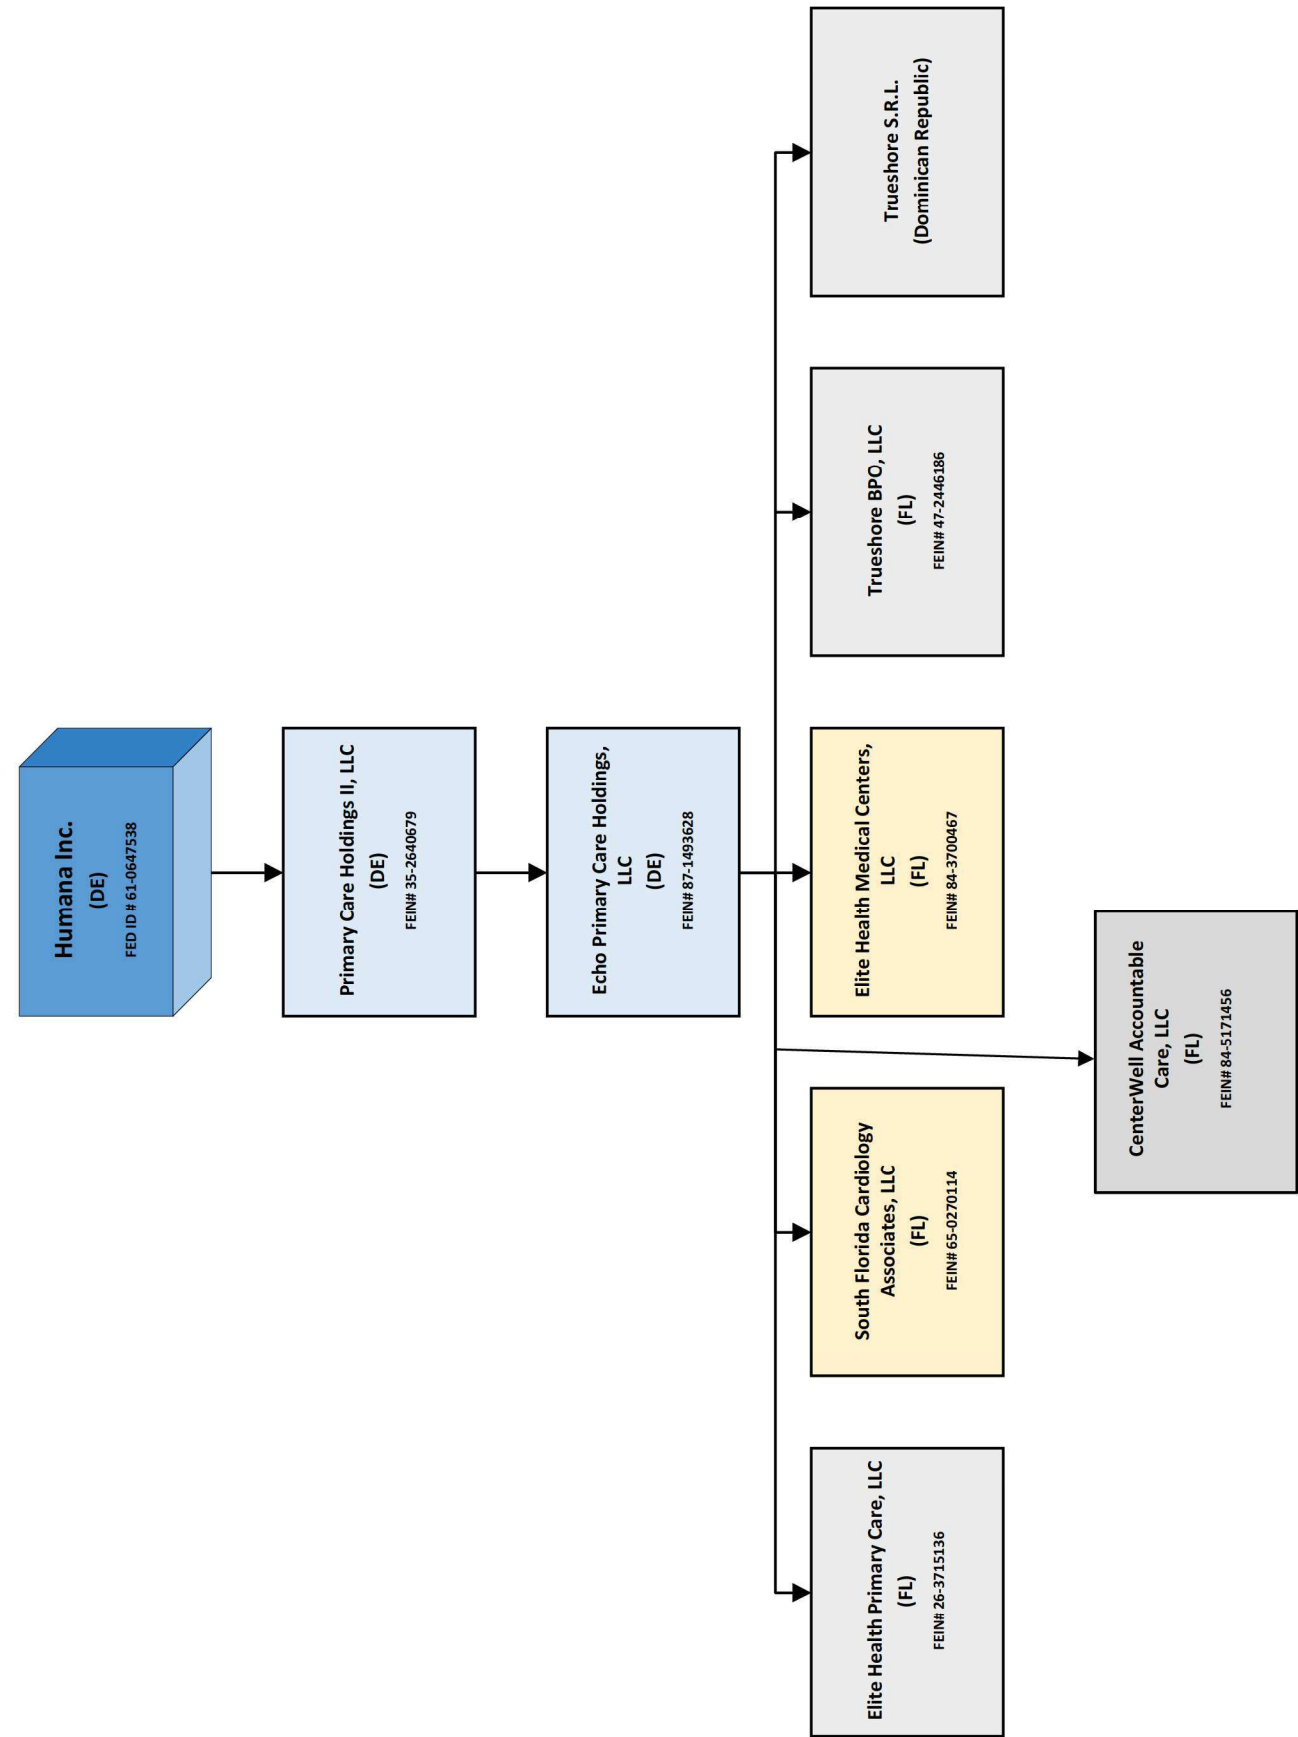 Humana Inc.
(DE)
FED ID # 61-0647538
Primary Care Holdings II, LLC
(DE)
FEIN# 35-2640679
Echo Primary Care Holdings,
LLC
(DE)
FEIN# 87-1493628
Elite Health Primary Care, LLC
(FL)
FEIN# 26-3715136
South Florida Cardiology
Associates, LLC
(FL)
FEIN# 65-0270114
Elite Health Medical Centers,
LLC
(FL)
FEIN# 84-3700467
Trueshore BPO, LLC
(FL)
FEIN# 47-2446186
Trueshore S.R.L.
(Dominican Republic)
CenterWell Accountable
Care, LLC
(FL)
FEIN# 84-5171456